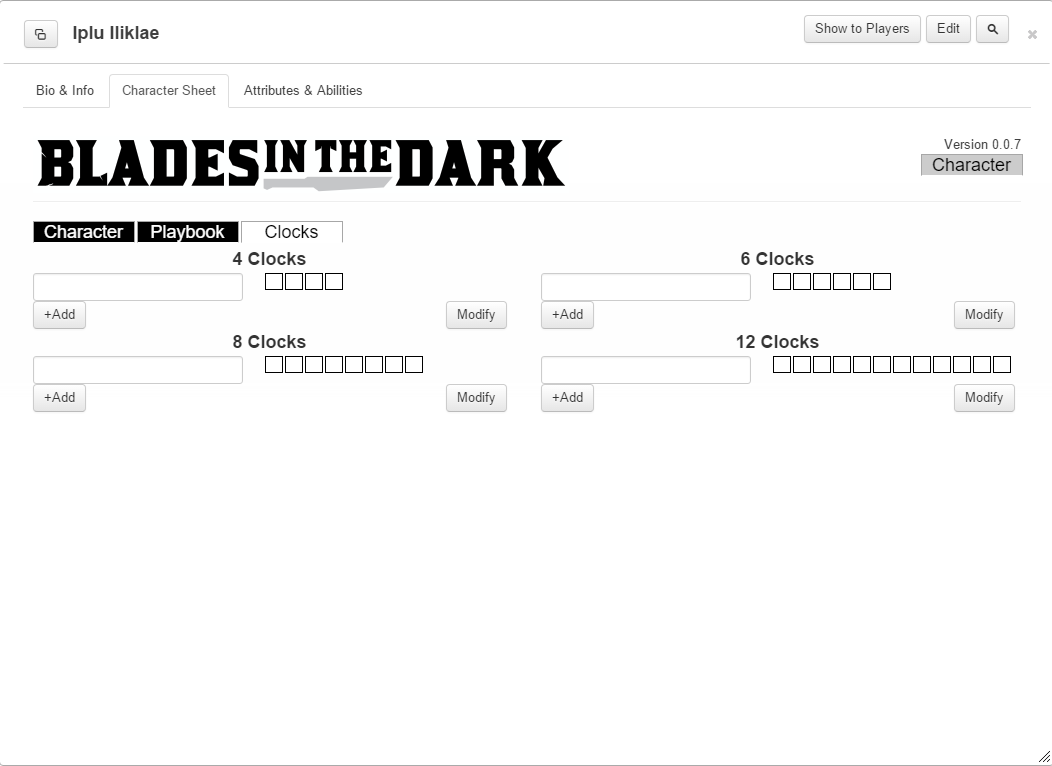 Iplu Iliklae
Show to Players
Edit
Bio & Info
Character Sheet
Attributes & Abilities
BLADES IN THE DARK
Version 0.0.7
Character
Character
Playbook
Clocks
4 Clocks
+Add
Modify
6 Clocks
+Add
Modify
8 Clocks
+Add
Modify
12 Clocks
+Add
Modify